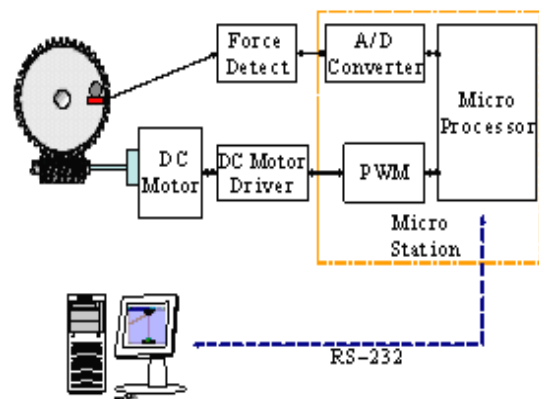 Force
Detect
A/D
Converter
Micro
Processor
DC
Motor
DC Motor
Driver
PWM
Micro
Station
RS-232